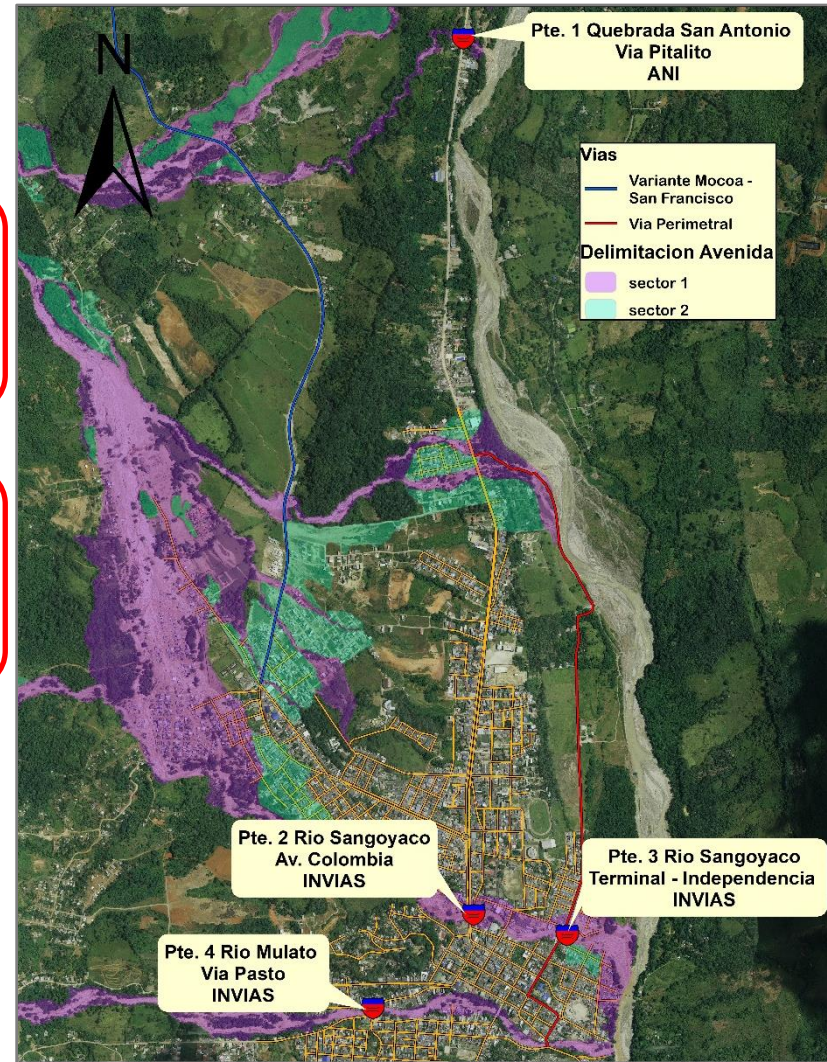 Pte. 1 Quebrada San Antonio
Via Pitalito
ANI
N
Vias
Variante Mocoa -
San Francisco
Via Perimetral
Delimitacion Avenida
sector 1
sector 2
Pte. 2 Rio Sangoyaco
Av. Colombia
INVIAS
Pte. 3 Rio Sangoyaco
Terminal - Independencia
INVIAS
Pte. 4 Rio Mulato
Via Pasto
INVIAS